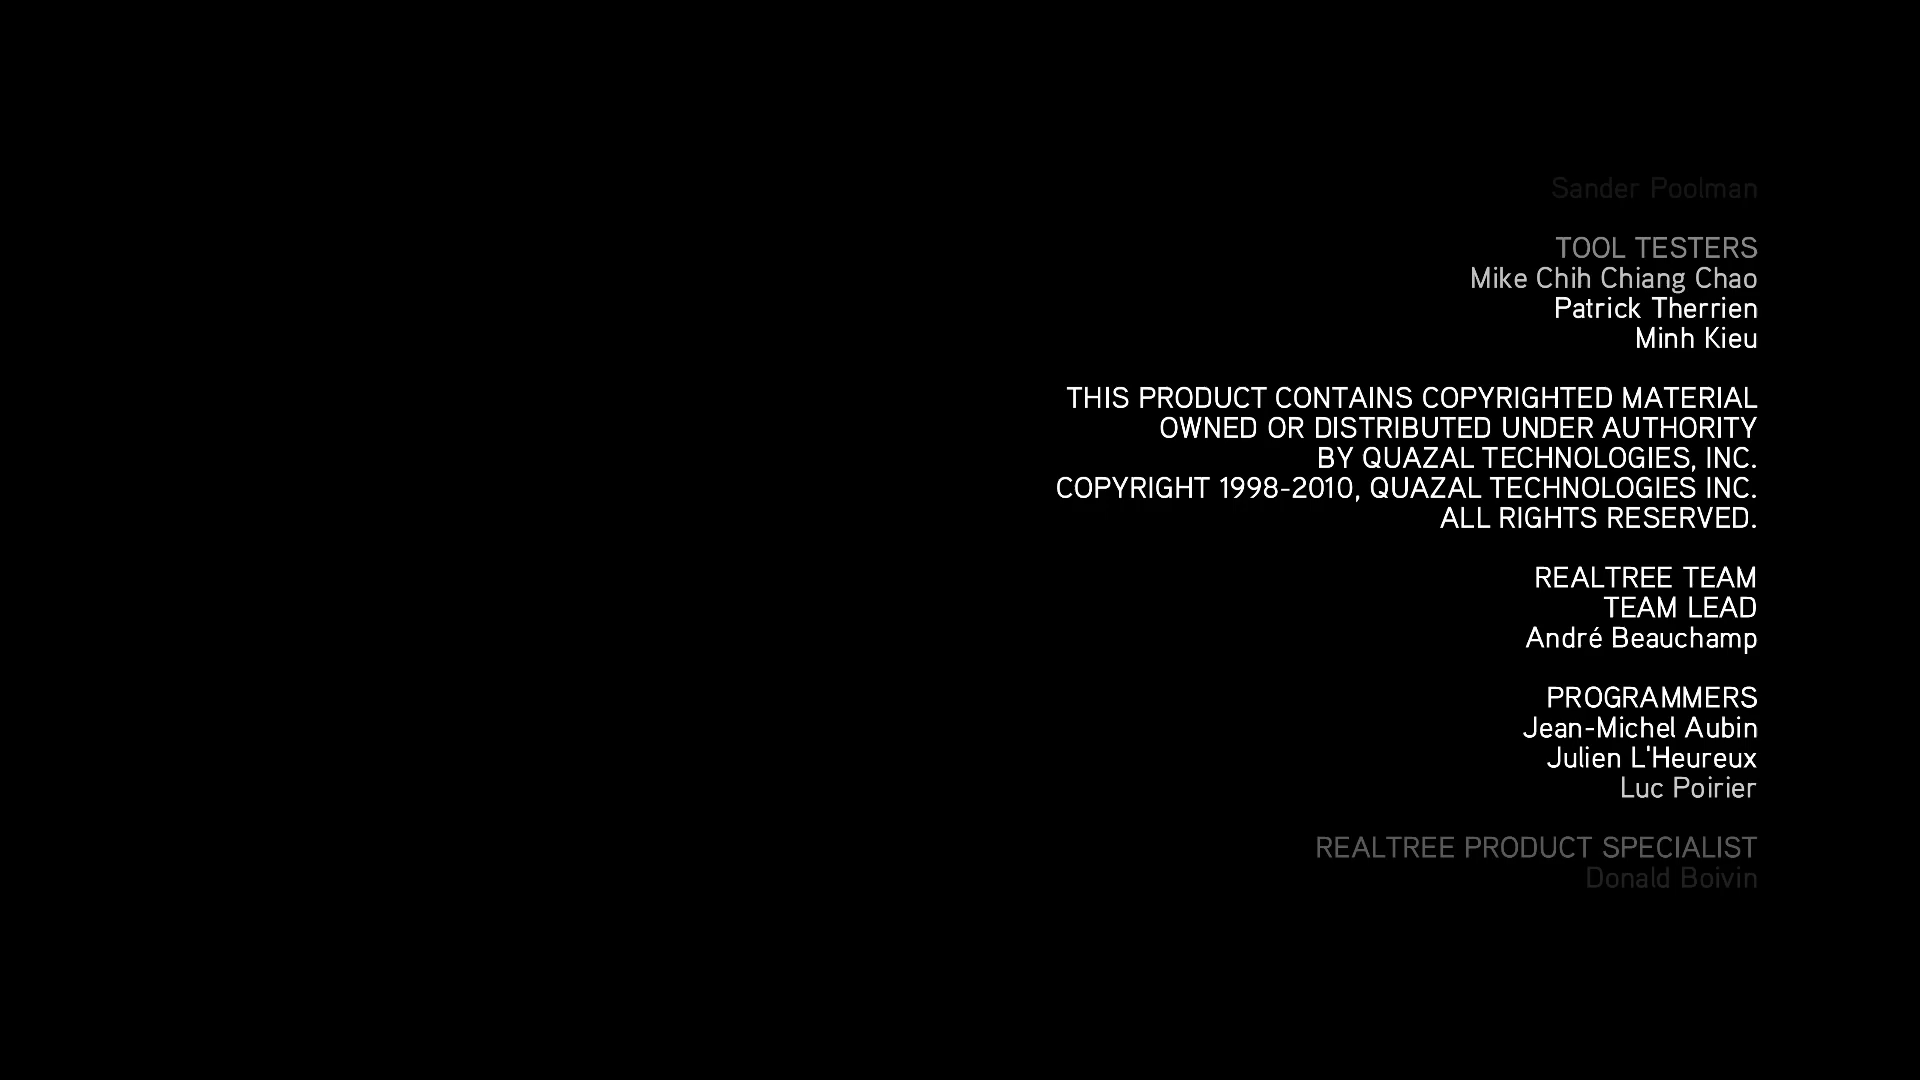 Sander Poolman
TOOL TESTERS
Mike Chih Chiang Chao
Patrick Therrien
Minh Kieu
THIS PRODUCT CONTAINS COPYRIGHTED MATERIAL
OWNED OR DISTRIBUTED UNDER AUTHORITY
BY QUAZAL TECHNOLOGIES, INC.
COPYRIGHT 1998-2010, QUAZAL TECHNOLOGIES INC.
ALL RIGHTS RESERVED.
REALTREE TEAM
TEAM LEAD
André Beauchamp
PROGRAMMERS
Jean-Michel Aubin
Julien L'Heureux
Luc Poirier
REALTREE PRODUCT SPECIALIST
Donald Boivin